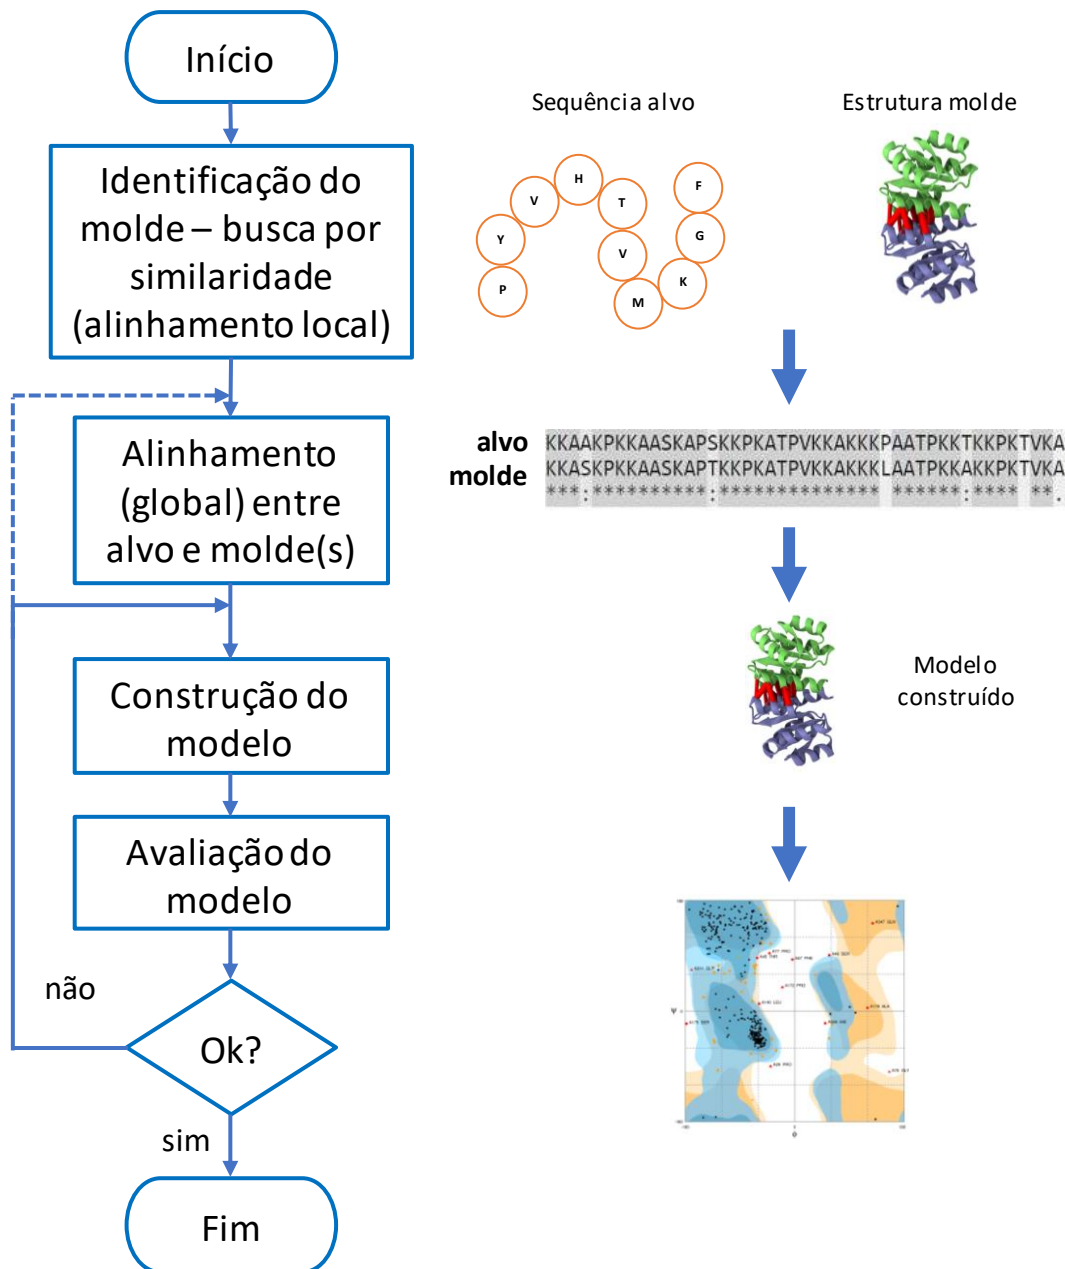 Início
Identificação do
molde – busca por
similaridade
(alinhamento local)
Alinhamento
(global) entre
alvo e molde(s)
Construção do
modelo
Avaliação do
modelo
não
Ok?
sim
Fim
Sequência alvo
Estrutura molde
P
Y
V
H
T
V
M
K
G
F
alvo KKAAKPKKAASKAPSKKPKATPVKKAKKKPAATPKKTKKPKTVKA
molde KKASKPKKAASKAPTKKPKATPVKKAKKKLAATPKKAKKPKTVKA
***:**********:************** ******:**** **.
Modelo
construído